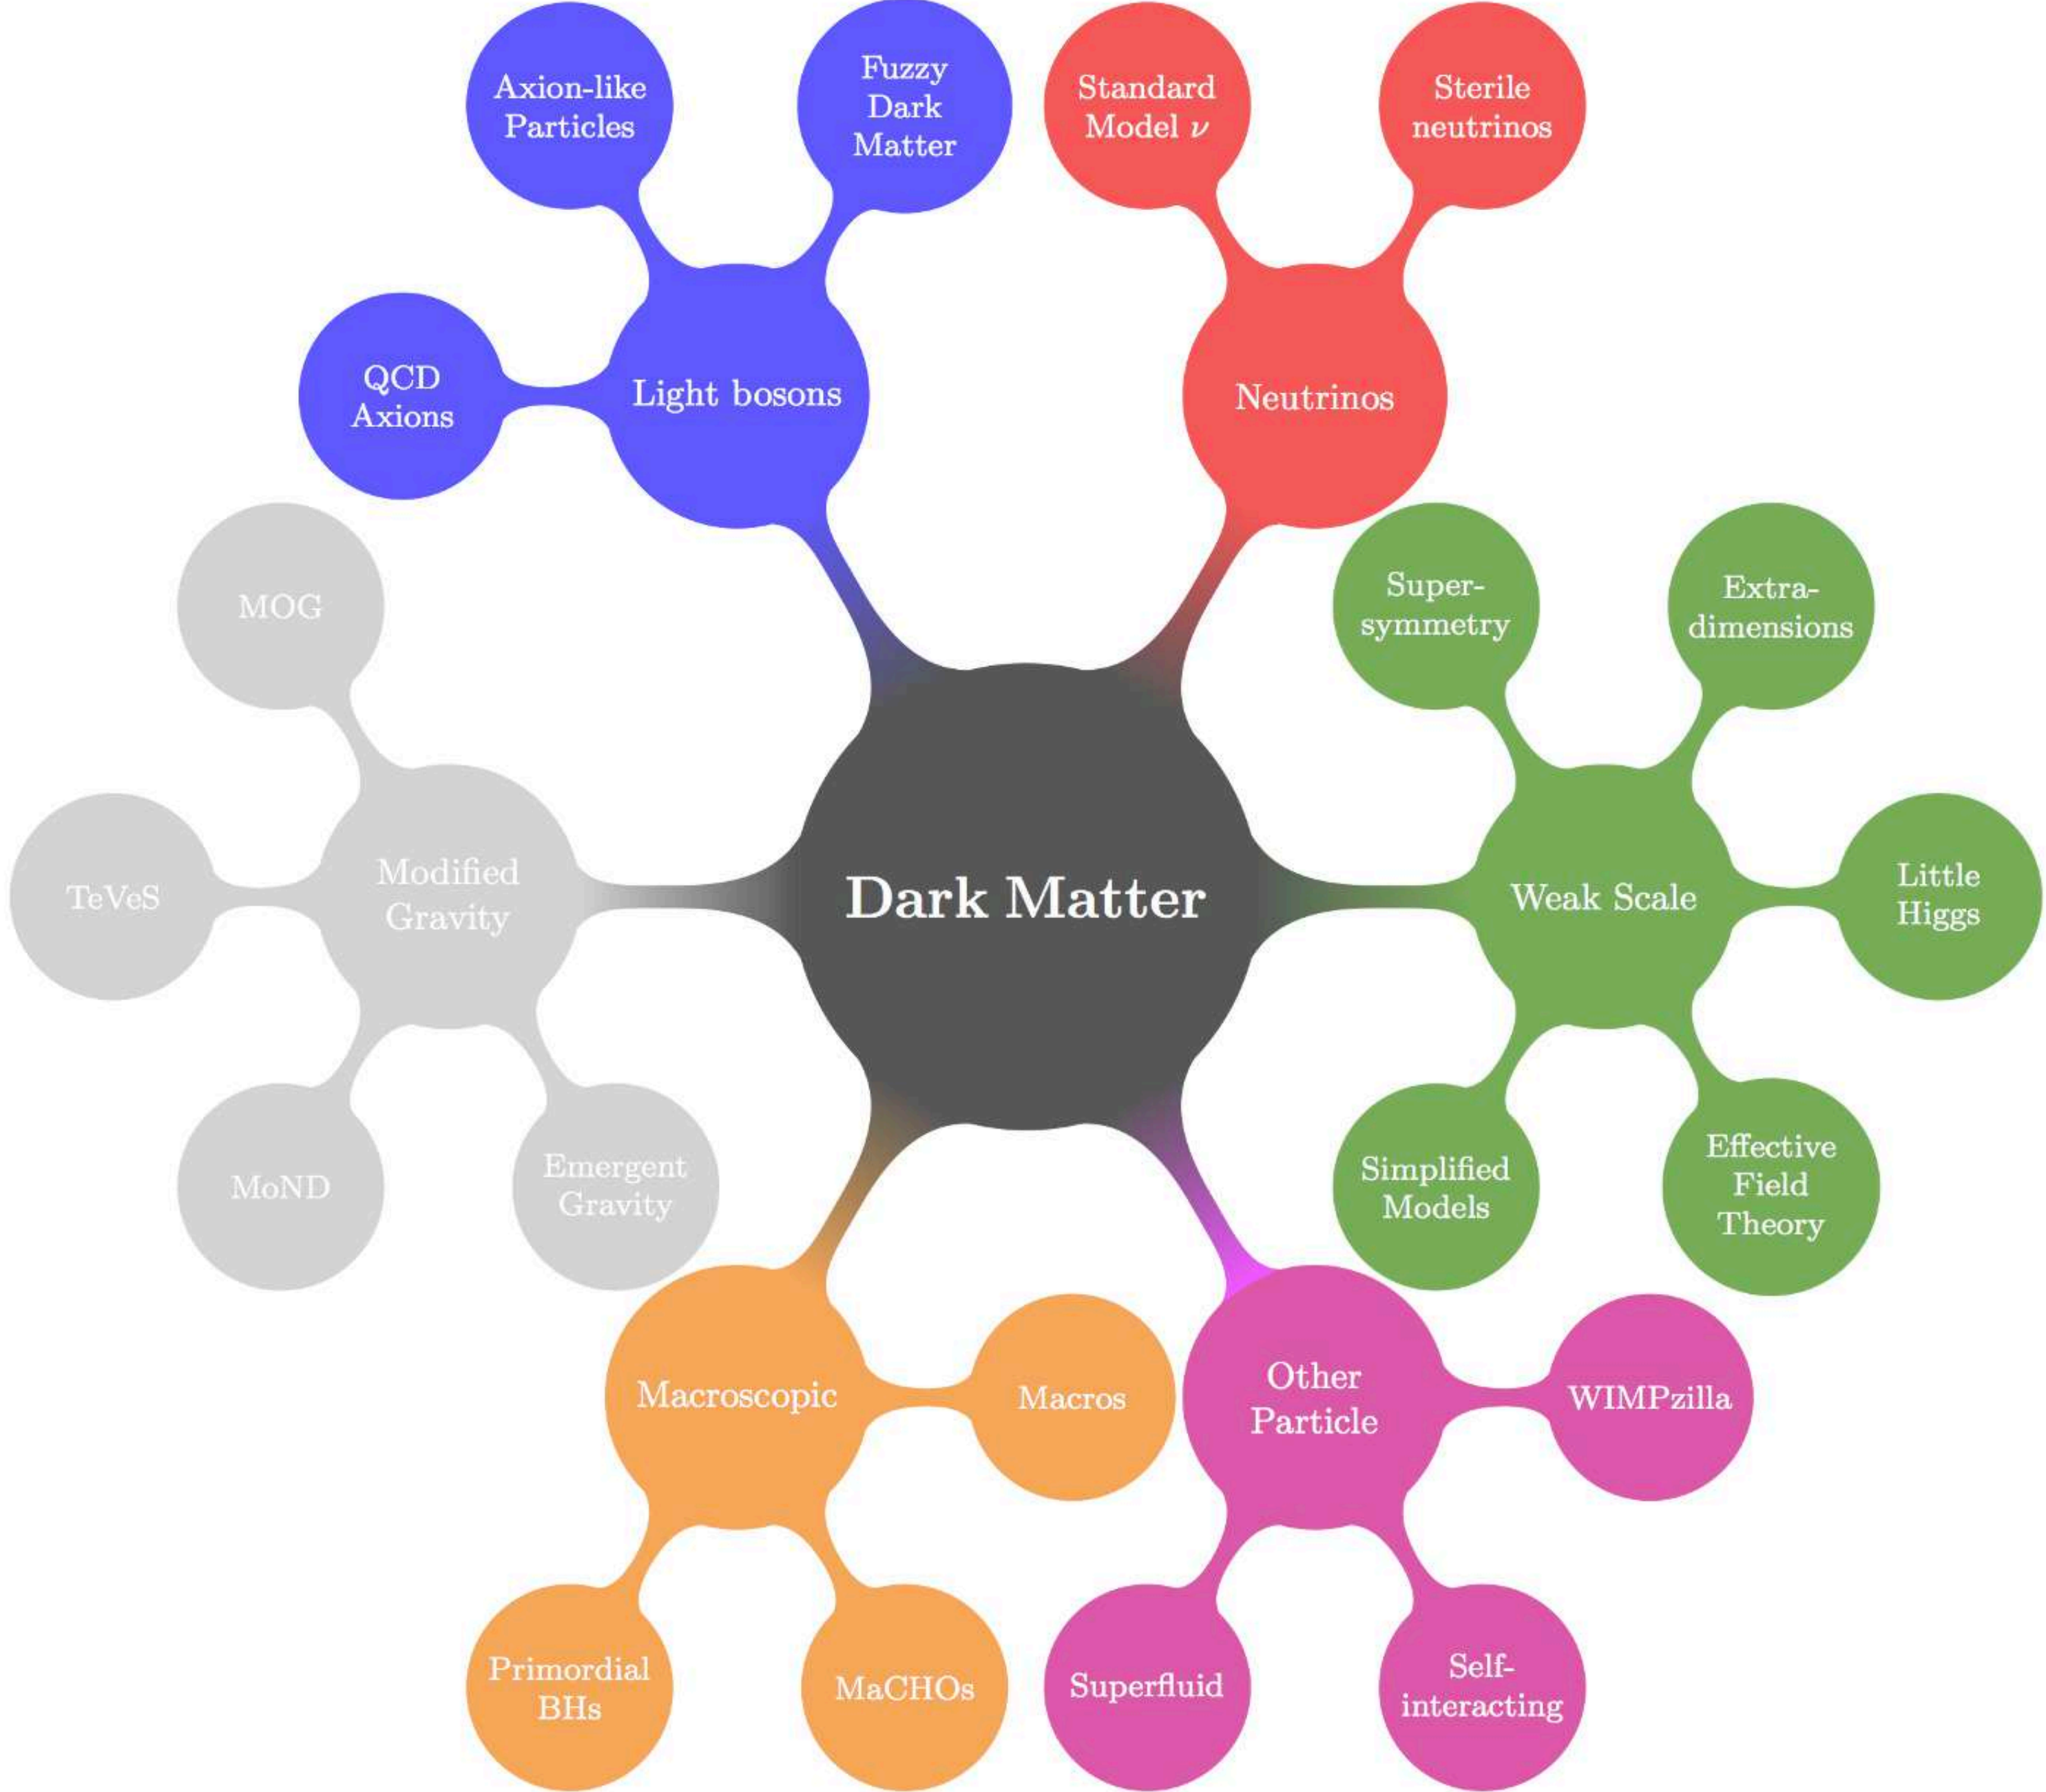 Axion-like
Particles
Fuzzy
Dark
Matter
Standard
Model ν
Sterile
neutrinos
QCD
Axions
Light bosons
Neutrinos
MOG
Super-
symmetry
Extra-
dimensions
TeVeS
Modified
Gravity
Dark Matter
Weak Scale
Little
Higgs
MoND
Emergent
Gravity
Simplified
Models
Effective
Field
Theory
Macroscopic
Macros
Other
Particle
WIMPzilla
Primordial
BHs
MaCHOs
Superfluid
Self-
interacting